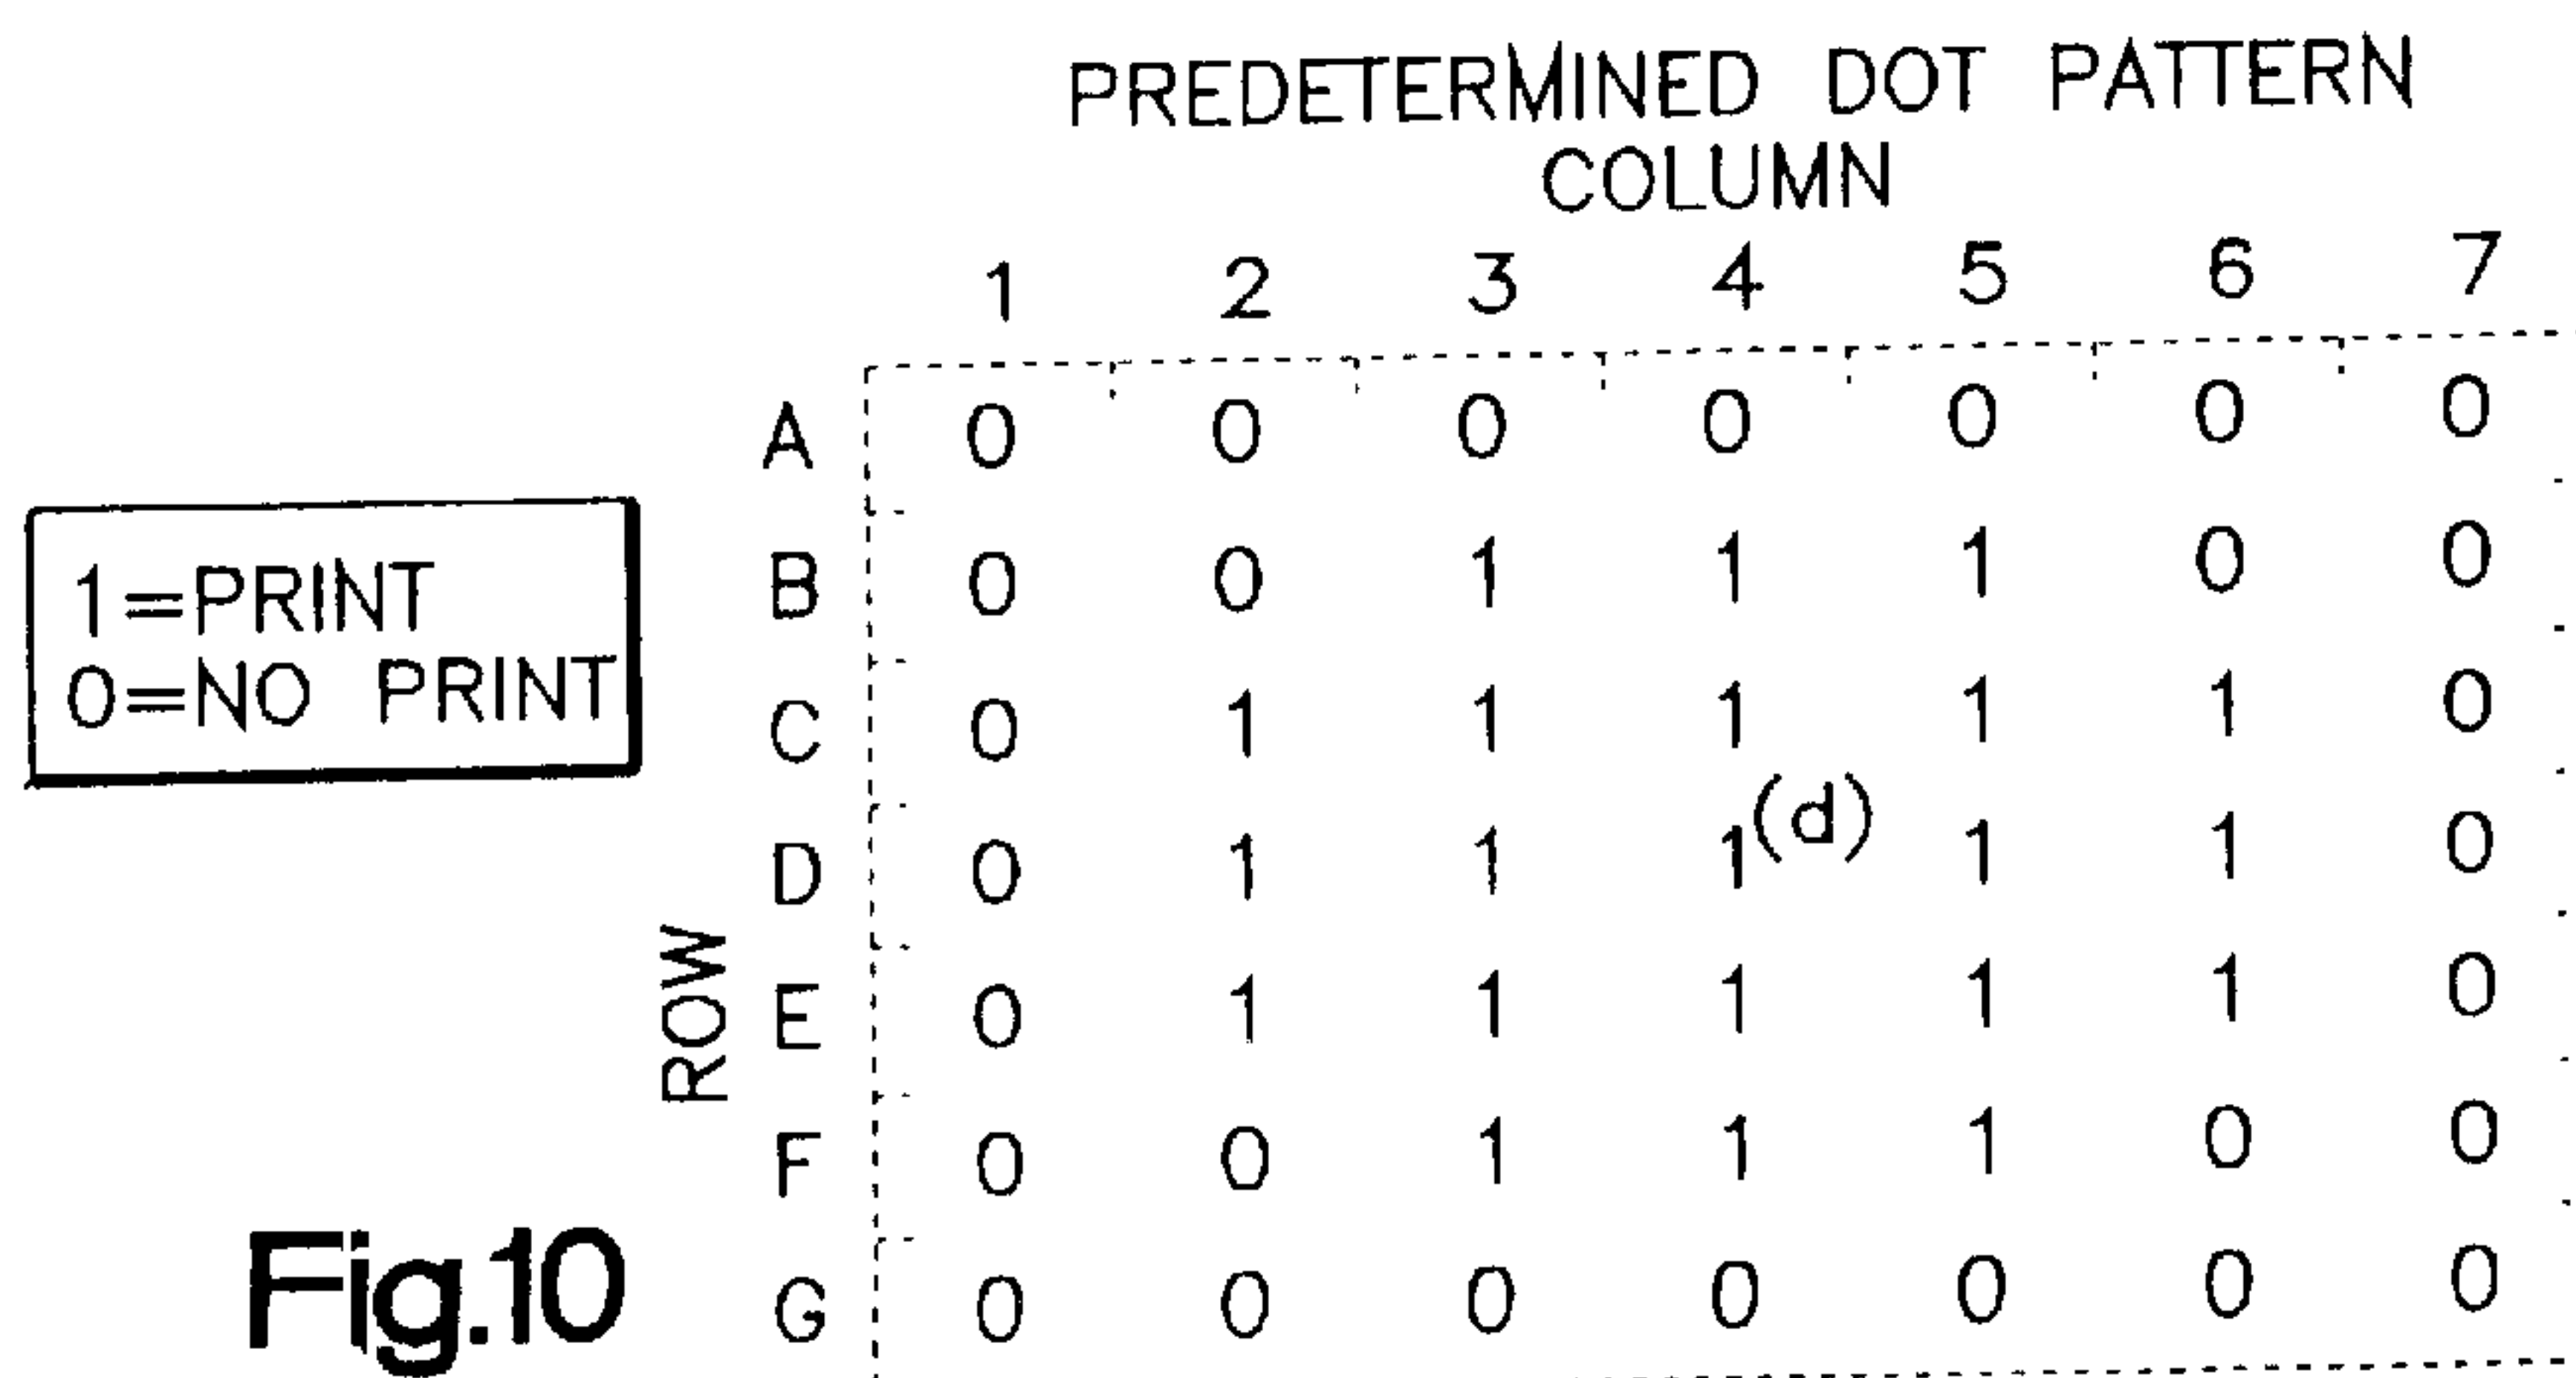 PREDETERMINED DOT PATTERN
COLUMN
1 2 3 4 5 6 7
A 0 0 0 0 0 0 0
B 0 0 1 1 1 0 0
C 0 1 1 1 1 1 0
D 0 1 1 1(d) 1 1 0
E 0 1 1 1 1 1 0
F 0 0 1 1 1 0 0
G 0 0 0 0 0 0 0
ROW
1=PRINT
0=NO PRINT
Fig.10